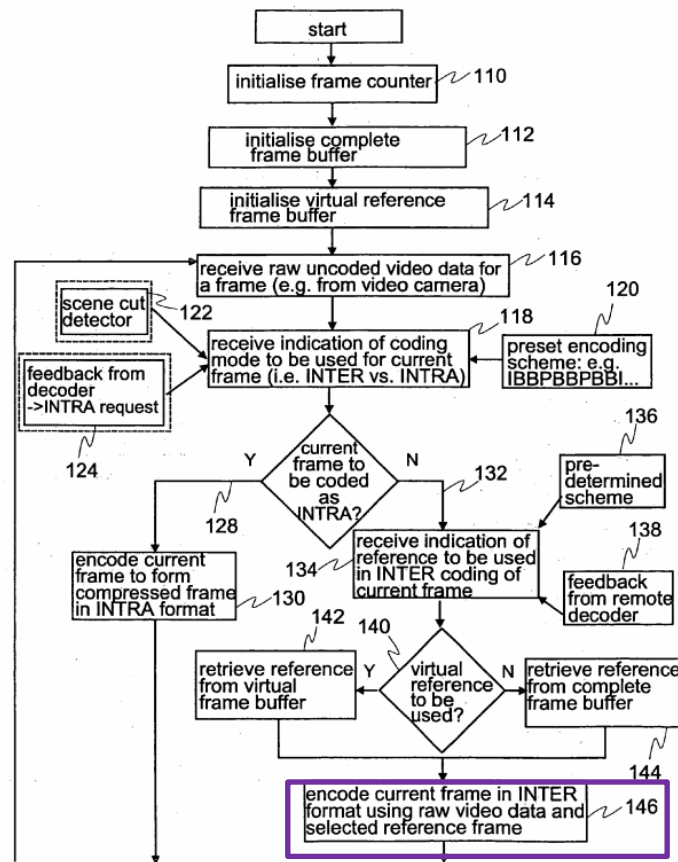 start
initialise frame counter
110
initialise complete
frame buffer
112
initialise virtual reference
frame buffer
114
receive raw uncoded video data for
a frame (e.g. from video camera)
116
scene cut
detector
122
118
receive indication of coding
mode to be used for current
frame (i.e. INTER vs. INTRA)
120
preset encoding
scheme: e.g.
IBBPBBPBBI...
feedback from
decoder
->INTRA request
124
current
frame to
be coded
as
INTRA?
Y
N
128
132
136
pre-
determined
scheme
encode current
frame to form
compressed frame
in INTRA format
130
134
receive indication of
reference to be used
in INTER coding of
current frame
138
feedback
from remote
decoder
142
retrieve reference
from virtual
frame buffer
140
Y
virtual
reference
to be
used?
N
retrieve reference
from complete
frame buffer
144
encode current frame in INTER
format using raw video data and
selected reference frame
146